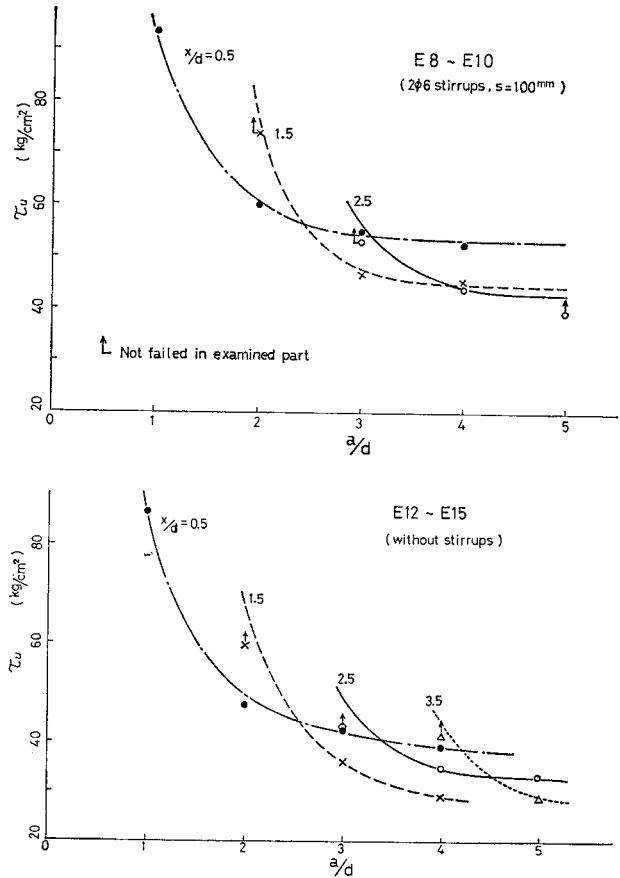 x/d=0.5
E8 ~ E10
(2φ6 stirrups, s=100mm)
1.5
2.5
τu (kg/cm²)
80
60
40
20
Not failed in examined part
0 1 2 3 4 5
a/d
x/d=0.5
E12 ~ E15
(without stirrups)
1.5
2.5
3.5
τu (kg/cm²)
80
60
40
20
0 1 2 3 4 5
a/d